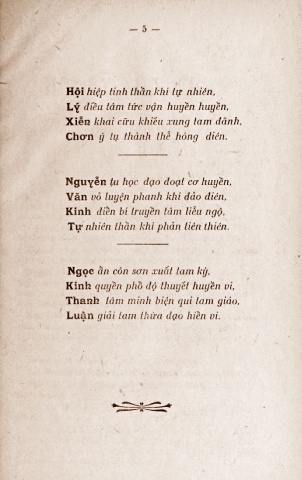 — 5 —
Hội hiệp tinh thần khí tự nhiên,
Lý điều tâm tức vận huyền huyền,
Xiển khai cửu khiếu xung tam đảnh,
Chơn ý tụ thành thể hỏng diên.
Nguyễn tu học đạo đoạt cơ huyền,
Văn võ luyện phanh khí đảo diên,
Kinh điển bí truyền tâm liễu ngộ,
Tự nhiên thần khí phản tiên thiên.
Ngọc ẩn côn sơn xuất tam kỳ,
Kinh quyền phổ độ thuyết huyền vi,
Thanh tâm minh biện qui tam giáo,
Luận giải tam thừa đạo hiển vi.